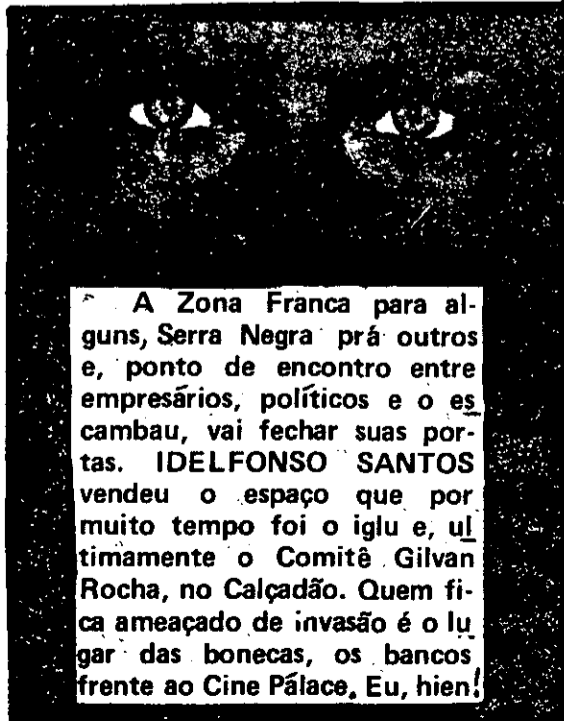 A Zona Franca para al-
guns, Serra Negra prá outros
e, ponto de encontro entre
empresários, políticos e o es
cambau, vai fechar suas por-
tas. IDELFONSO SANTOS
vendeu o espaço que por
muito tempo foi o iglu e, ul
timamente o Comitê Gilvan
Rocha, no Calçadão. Quem fi-
ca ameaçado de invasão é o lu
gar das bonecas, os bancos
frente ao Cine Pálace. Eu, hien!